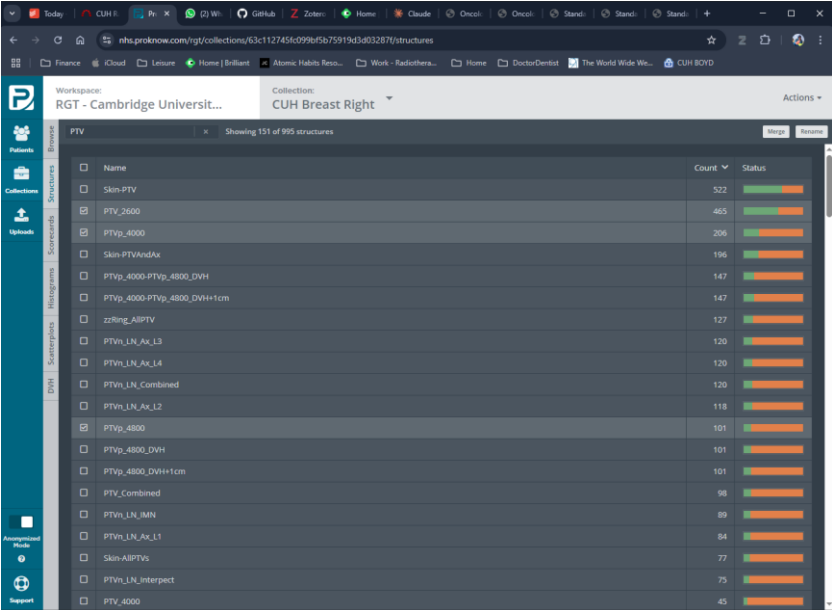 Today
CUH R
Pr
(2) Wh
GitHub
Zoter
Home
Claude
Oncol
Oncol
Stand
Stand
Stand
nhs.proknow.com/rgt/collections/63c112745fc099bf5b75919d3d03287f/structures
Finance
iCloud
Leisure
Home | Brilliant
Atomic Habits Reso...
Work - Radiothera...
Home
DoctorDentist
The World Wide We...
CUH BOYD
Workspace:
RGT - Cambridge Universit...
Collection:
CUH Breast Right
Actions
Patients
Collections
Uploads
Anonymized
Mode
Support
Browse
Structures
Scorecards
Histograms
Scatterplots
DVH
PTV
Showing 151 of 995 structures
Merge
Rename
Name Count Status
Skin-PTV 522
PTV_2600 465
PTVp_4000 206
Skin-PTVAndAx 196
PTVp_4000-PTVp_4800_DVH 147
PTVp_4000-PTVp_4800_DVH+1cm 147
zzRing_AllPTV 127
PTVn_LN_Ax_L3 120
PTVn_LN_Ax_L4 120
PTVn_LN_Combined 120
PTVn_LN_Ax_L2 118
PTVp_4800 101
PTVp_4800_DVH 101
PTVp_4800_DVH+1cm 101
PTV_Combined 98
PTVn_LN_IMN 89
PTVn_LN_Ax_L1 84
Skin-AllPTVs 77
PTVn_LN_Interpect 75
PTV_4000 45